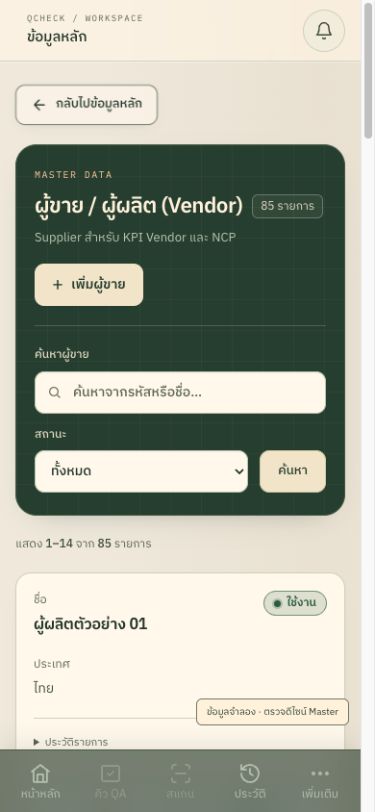 QCHECK / WORKSPACE
ข้อมูลหลัก
← กลับไปข้อมูลหลัก
MASTER DATA
ผู้ขาย / ผู้ผลิต (Vendor) 85 รายการ
Supplier สำหรับ KPI Vendor และ NCP
+ เพิ่มผู้ขาย
ค้นหาผู้ขาย
ค้นหาจากรหัสหรือชื่อ...
สถานะ
ทั้งหมด ค้นหา
แสดง 1–14 จาก 85 รายการ
ชื่อ ใช้งาน
ผู้ผลิตตัวอย่าง 01
ประเทศ
ไทย
ข้อมูลจำลอง · ตรวจดีไซน์ Master
ประวัติรายการ
หน้าหลัก คิว QA สแกน ประวัติ เพิ่มเติม